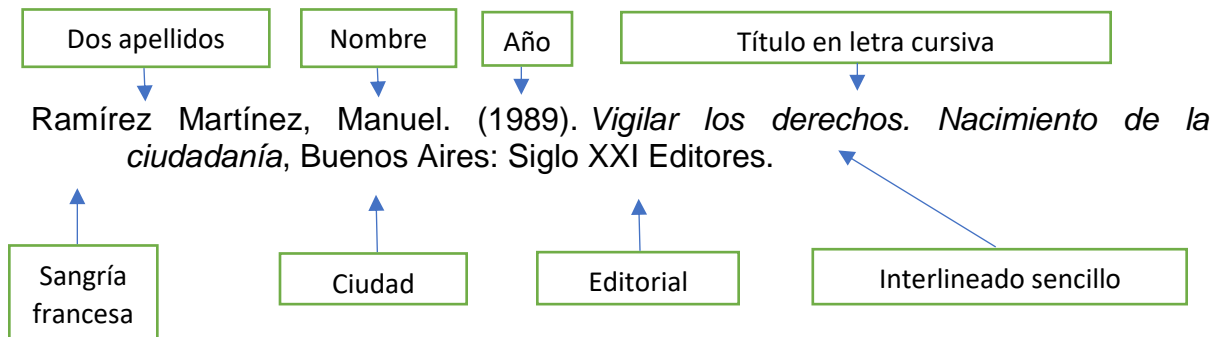 Dos apellidos
Nombre
Año
Título en letra cursiva
Ramírez Martínez, Manuel. (1989). Vigilar los derechos. Nacimiento de la
ciudadanía, Buenos Aires: Siglo XXI Editores.
Sangría
francesa
Ciudad
Editorial
Interlineado sencillo